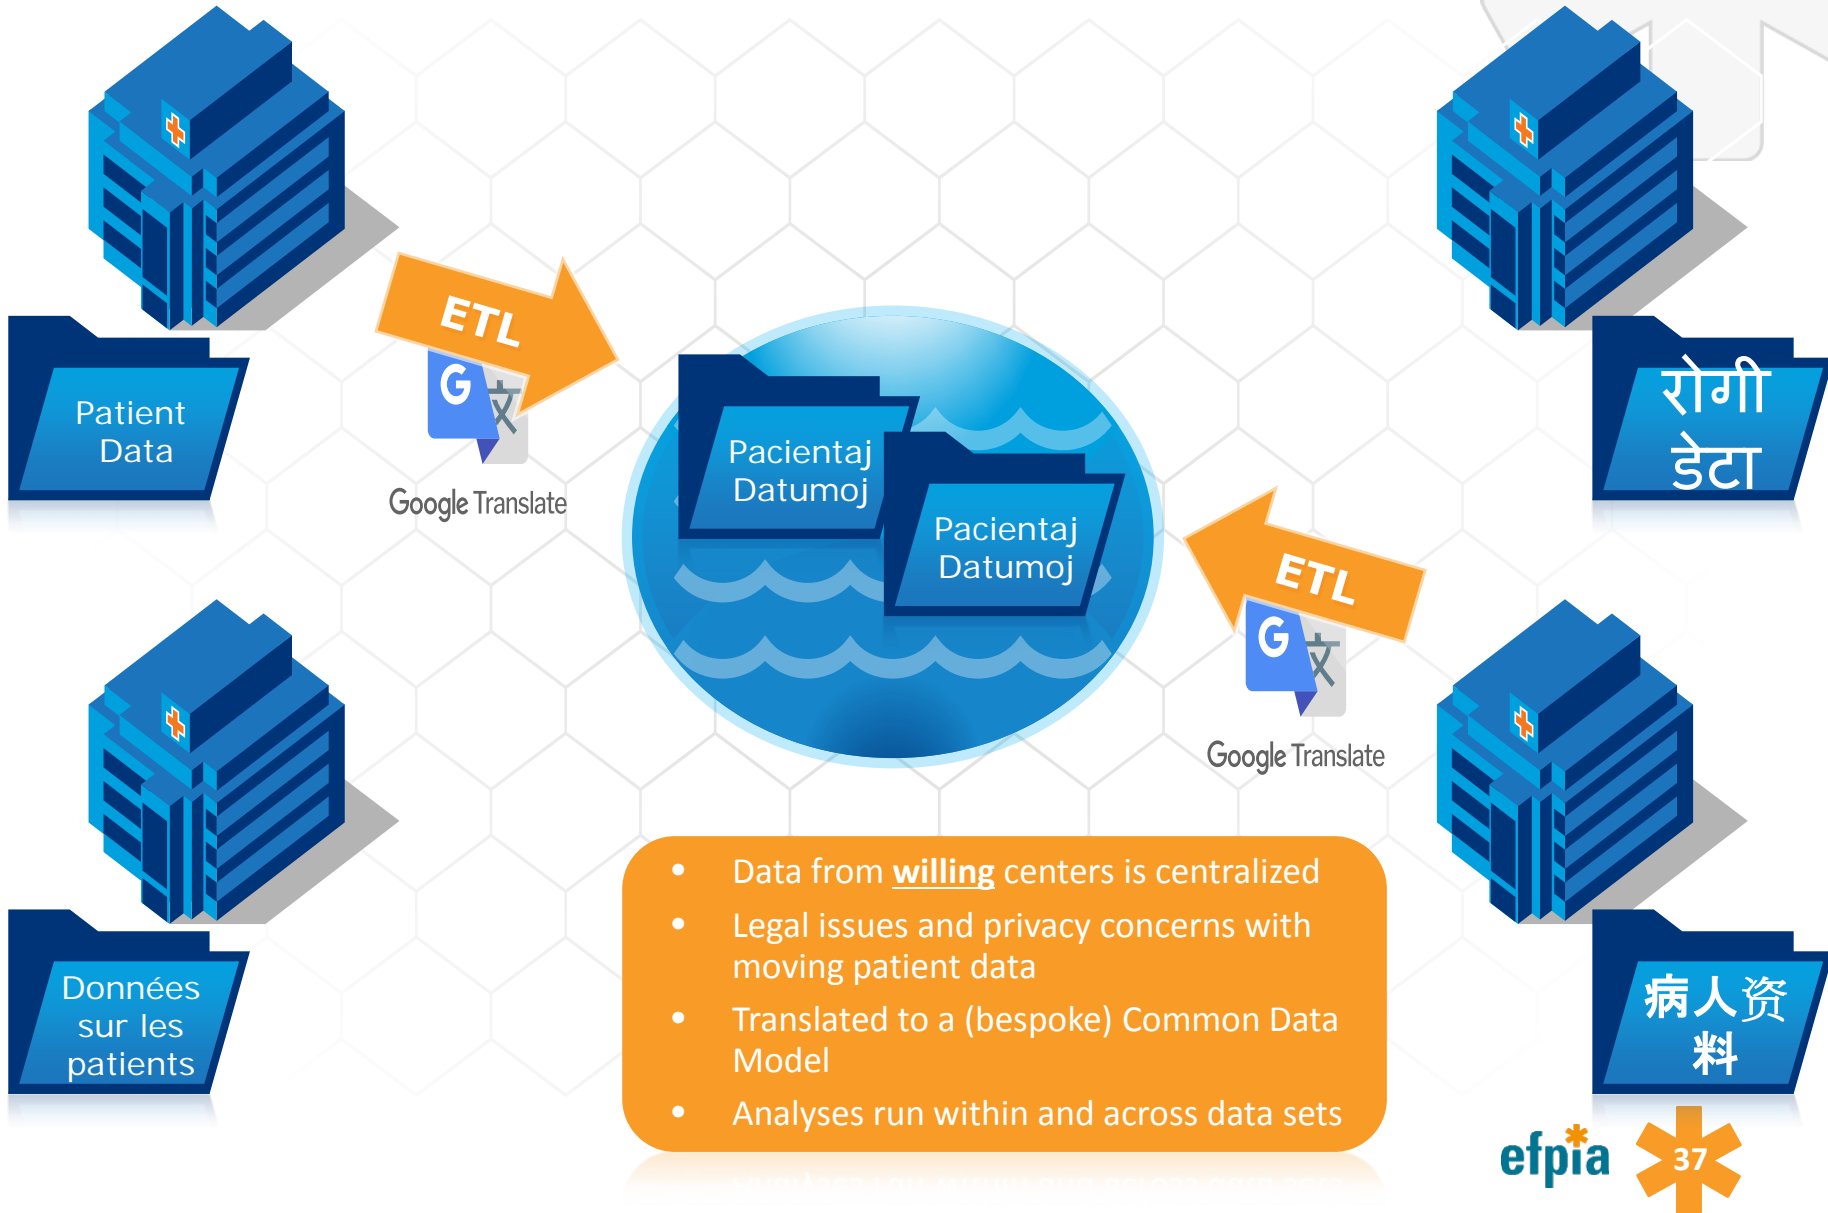 ETL
Google Translate
Patient
Data
Pacientaj
Datumoj
Pacientaj
Datumoj
रोगी
डेटा
ETL
Google Translate
Données
sur les
patients
病人资
料
• Data from willing centers is centralized
• Legal issues and privacy concerns with
moving patient data
• Translated to a (bespoke) Common Data
Model
• Analyses run within and across data sets
efpia
37